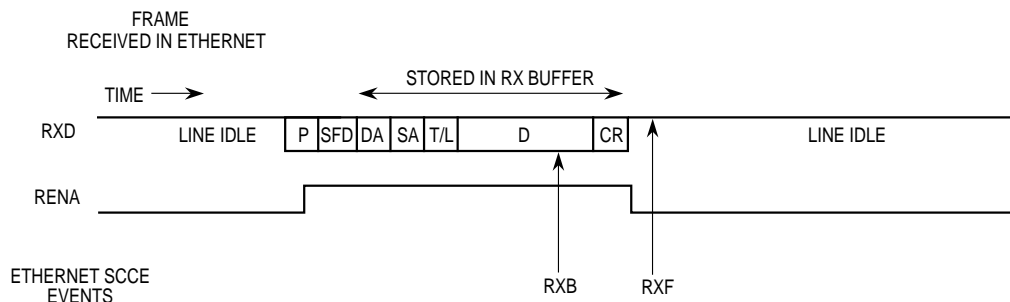 FRAME
RECEIVED IN ETHERNET
STORED IN RX BUFFER
TIME
RXD LINE IDLE P SFD DA SA T/L D CR LINE IDLE
RENA
ETHERNET SCCE
EVENTS
RXB RXF